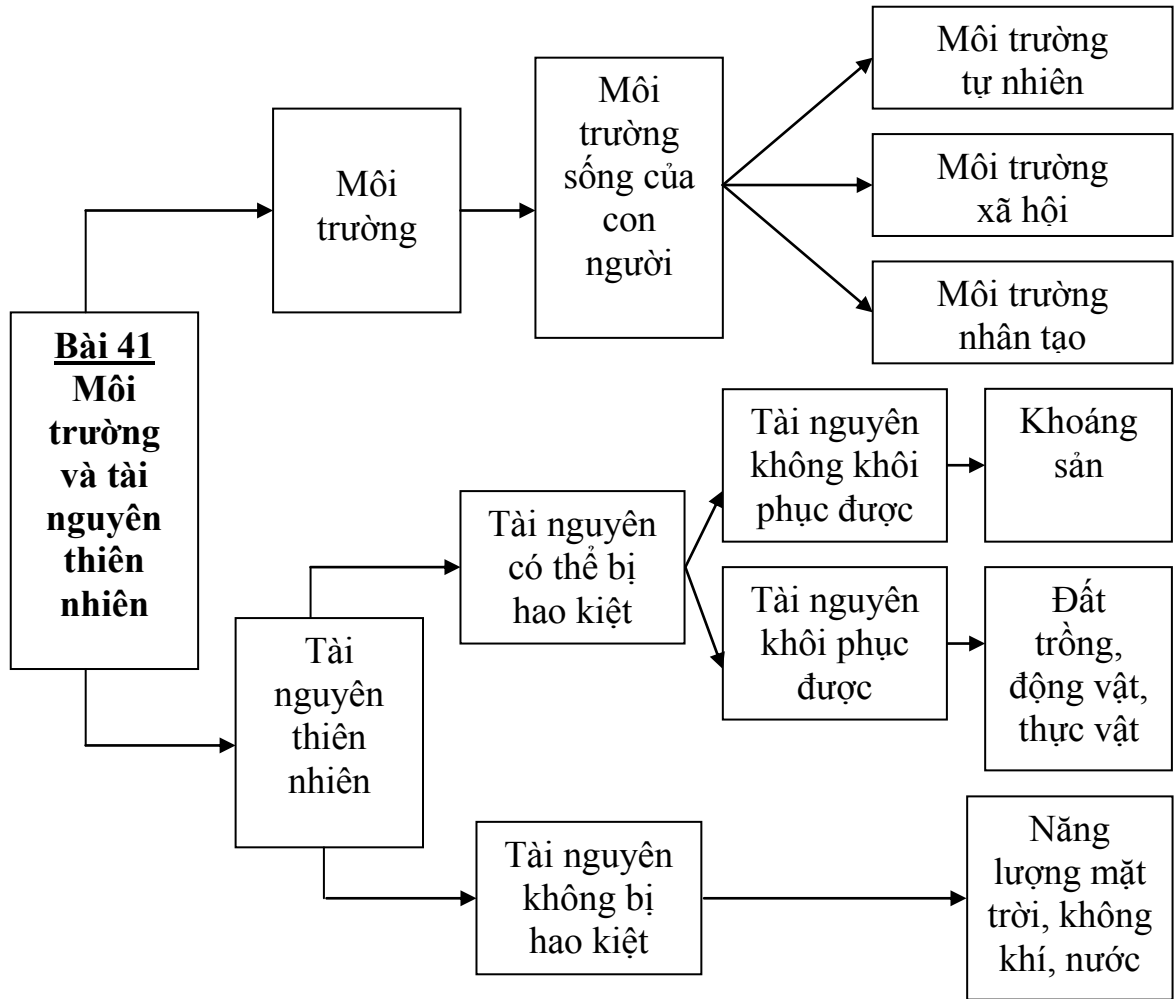 Bài 41
Môi
trường
và tài
nguyên
thiên
nhiên
Môi
trường
Môi
trường
sống của
con
người
Môi trường
tự nhiên
Môi trường
xã hội
Môi trường
nhân tạo
Tài
nguyên
thiên
nhiên
Tài nguyên
có thể bị
hao kiệt
Tài nguyên
không khôi
phục được
Khoáng
sản
Tài nguyên
khôi phục
được
Đất
trồng,
động vật,
thực vật
Tài nguyên
không bị
hao kiệt
Năng
lượng mặt
trời, không
khí, nước